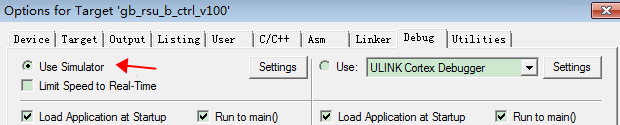 Options for Target 'gb_rsu_b_ctrl_v100'
Device Target Output Listing User C/C++ Asm Linker Debug Utilities
Use Simulator Settings Use: ULINK Cortex Debugger Settings
Limit Speed to Real-Time
Load Application at Startup Run to main() Load Application at Startup Run to main()